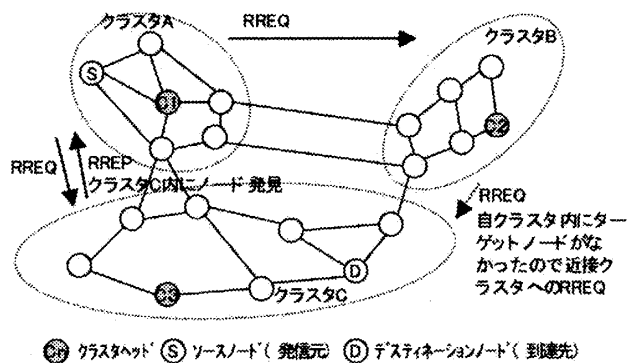 クラスタA
RREQ
クラスタB
S
C1
C2
RREQ
RREP
クラスタC内にノード発見
RREQ
自クラスタ内にター
ゲットノードがな
かったので近接ク
ラスタへのRREQ
D
C3
クラスタC
Cn クラスタヘッド S ソースノード( 発信元) D デスティネーションノード( 到達先)